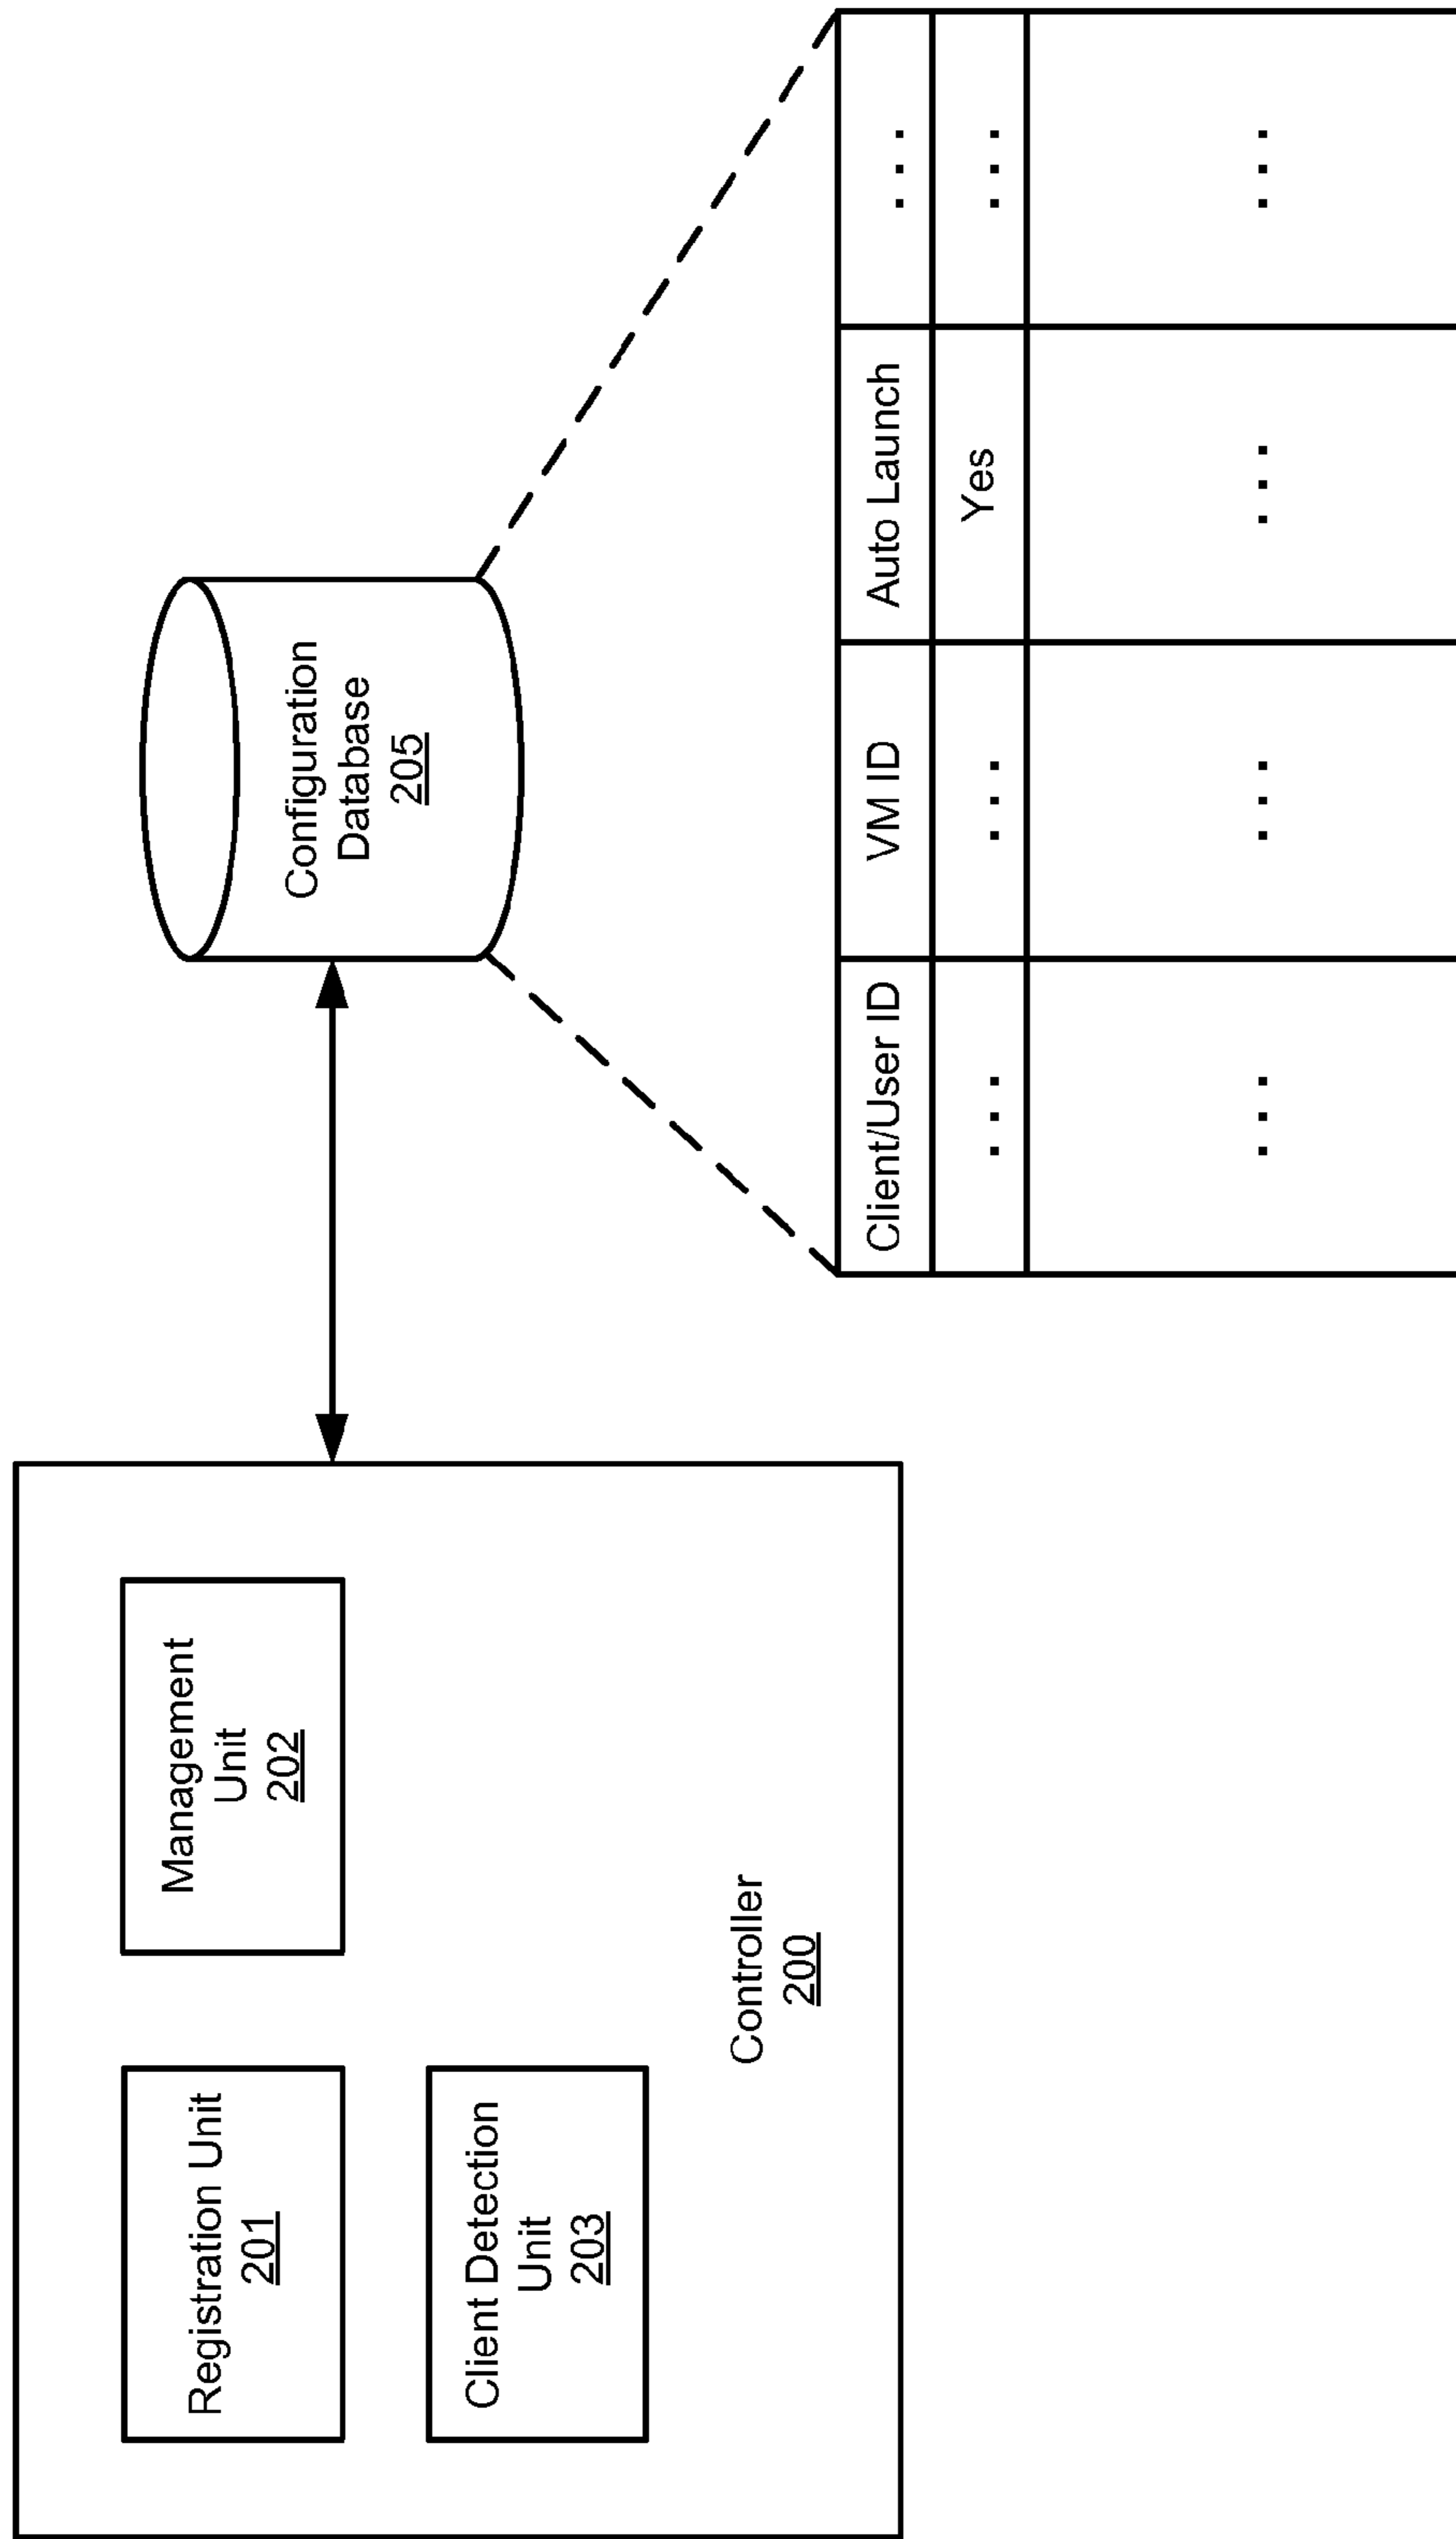 Registration Unit
201
Management
Unit
202
Client Detection
Unit
203
Controller
200
Configuration
Database
205
Client/User ID
VM ID
Auto Launch
. . .
. . .
. . .
Yes
. . .
. . .
. . .
. . .
. . .